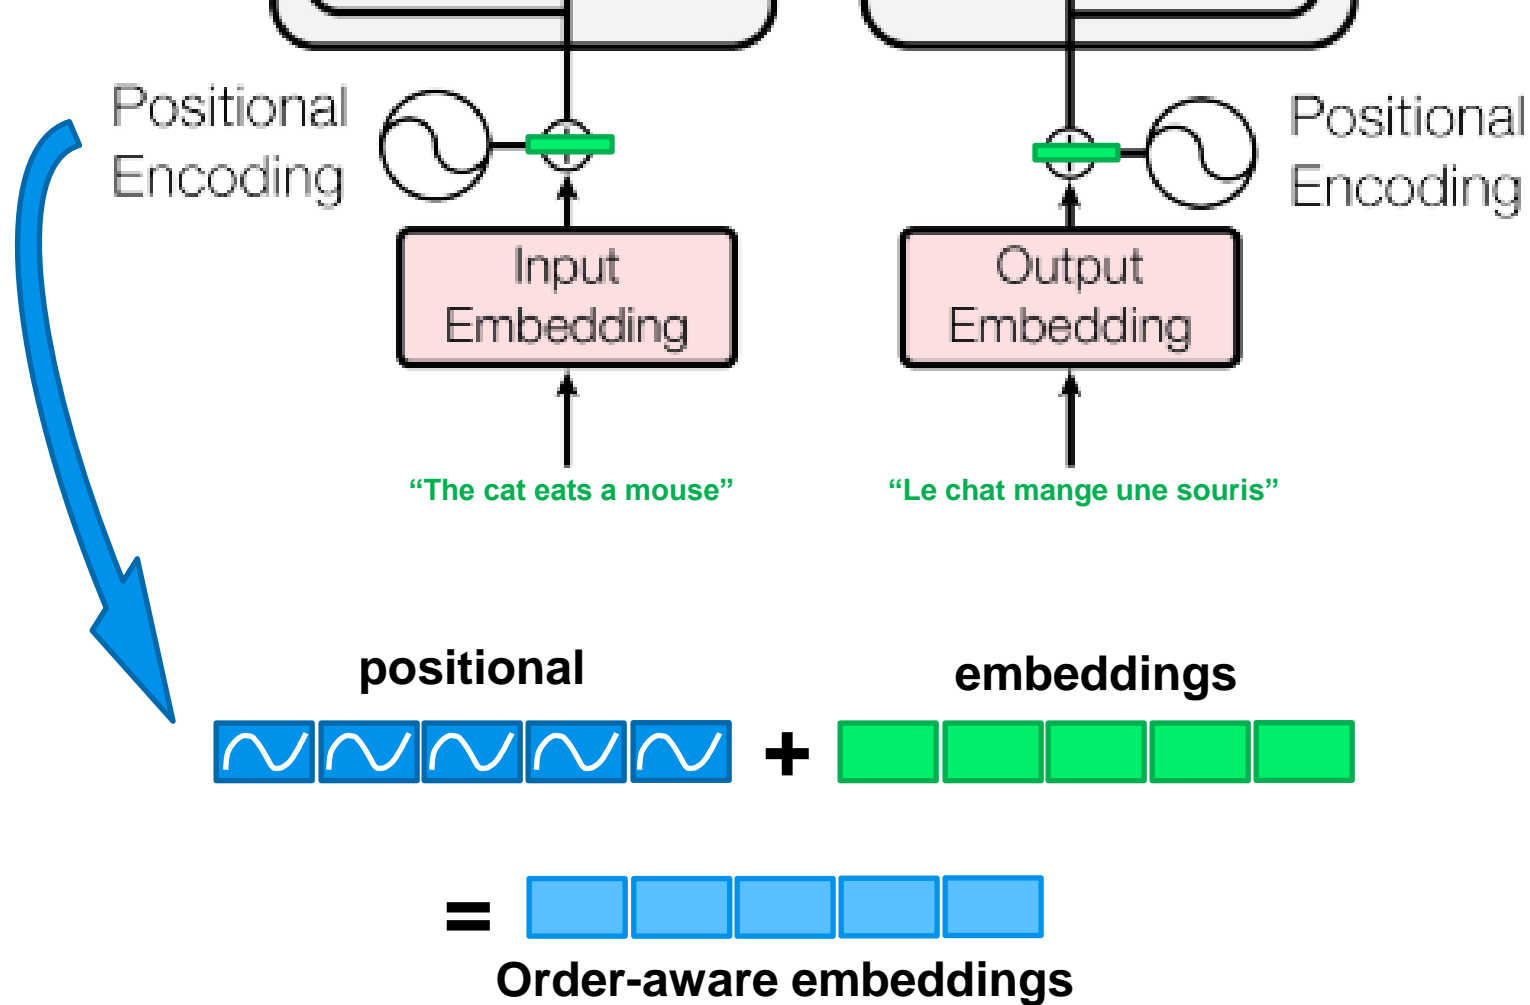 Positional
Encoding
Positional
Encoding
Input
Embedding
Output
Embedding
“The cat eats a mouse”
“Le chat mange une souris”
positional
embeddings
+
=
Order-aware embeddings